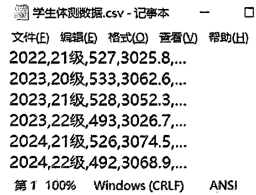 学生体测数据.csv - 记事本
文件(F) 编辑(E) 格式(O) 查看(V) 帮助(H)
2022,21级,527,3025.8,...
2023,20级,533,3062.6,...
2023,21级,528,3052.3,...
2023,22级,493,3026.7,...
2024,21级,526,3074.5,...
2024,22级,492,3068.9,...
第 1 100% Windows (CRLF) ANSI